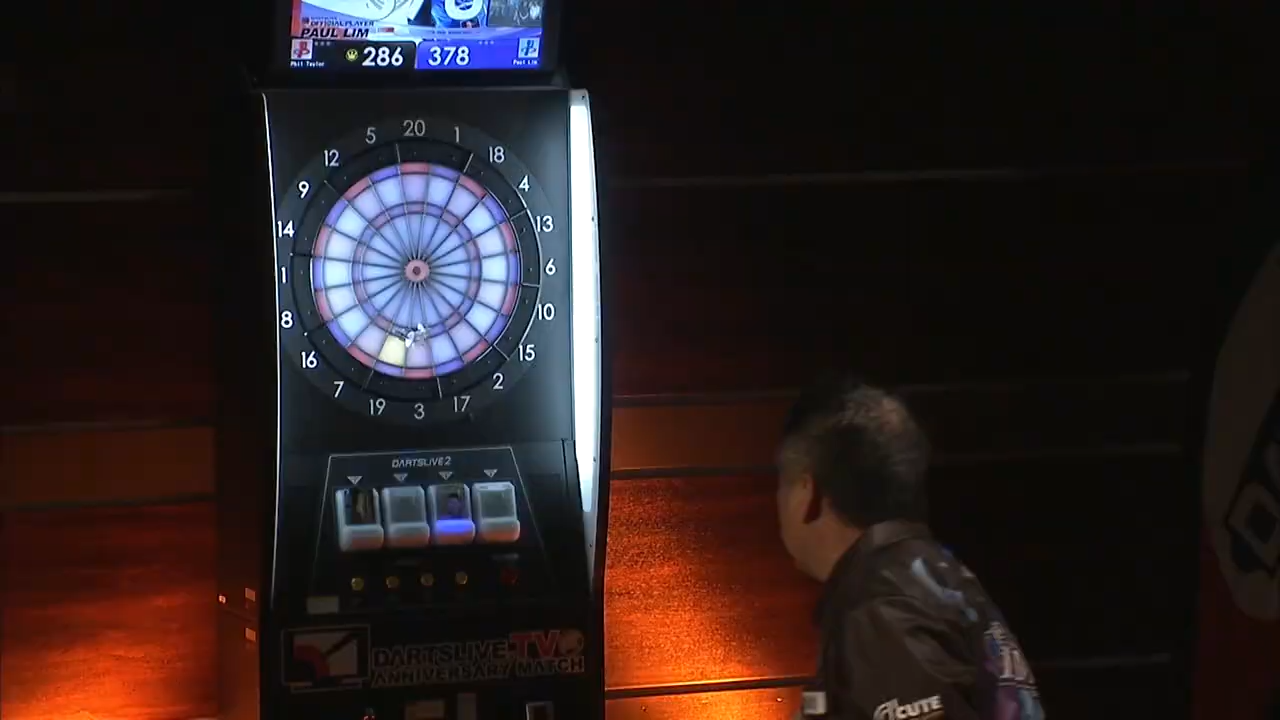 OFFICIAL PLAYER
PAUL LIM
286 378
Phil Taylor Paul Lim
5 20 1
12 18
9 4
14 13
1 6
8 10
16 15
7 2
19 3 17
DARTSLIVE2
DARTSLIVE.TV
ANNIVERSARY MATCH
CUTE